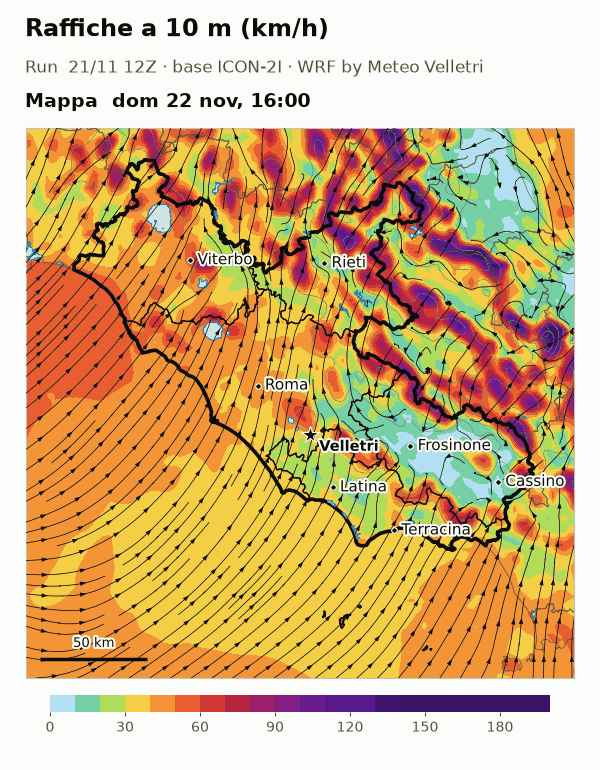 Raffiche a 10 m (km/h)
Run  21/11 12Z · base ICON-2I · WRF by Meteo Velletri
Mappa  dom 22 nov, 16:00
Viterbo
Rieti
Roma
Velletri
Frosinone
Latina
Cassino
Terracina
50 km
0 30 60 90 120 150 180